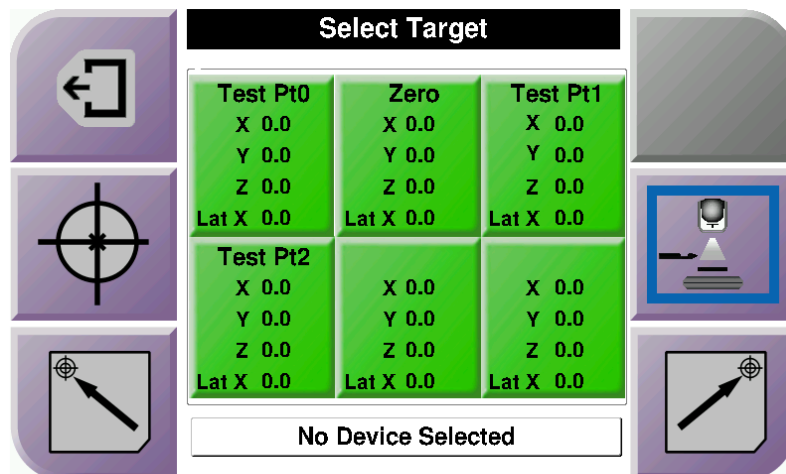 Select Target
Test Pt0 Zero Test Pt1
X 0.0 X 0.0 X 0.0
Y 0.0 Y 0.0 Y 0.0
Z 0.0 Z 0.0 Z 0.0
Lat X 0.0 Lat X 0.0 Lat X 0.0
Test Pt2
X 0.0 X 0.0 X 0.0
Y 0.0 Y 0.0 Y 0.0
Z 0.0 Z 0.0 Z 0.0
Lat X 0.0 Lat X 0.0 Lat X 0.0
No Device Selected